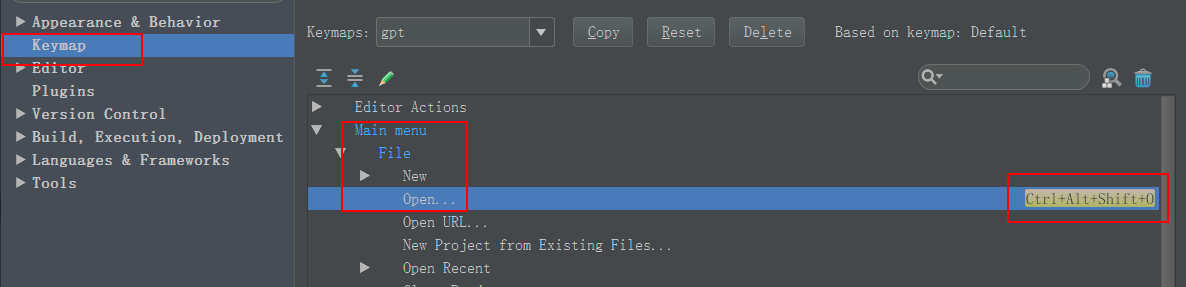 Appearance & Behavior
Keymap
Editor
Plugins
Version Control
Build, Execution, Deployment
Languages & Frameworks
Tools
Keymaps: gpt Copy Reset Delete Based on keymap: Default
Editor Actions
Main menu
File
New
Open... Ctrl+Alt+Shift+O
Open URL...
New Project from Existing Files...
Open Recent